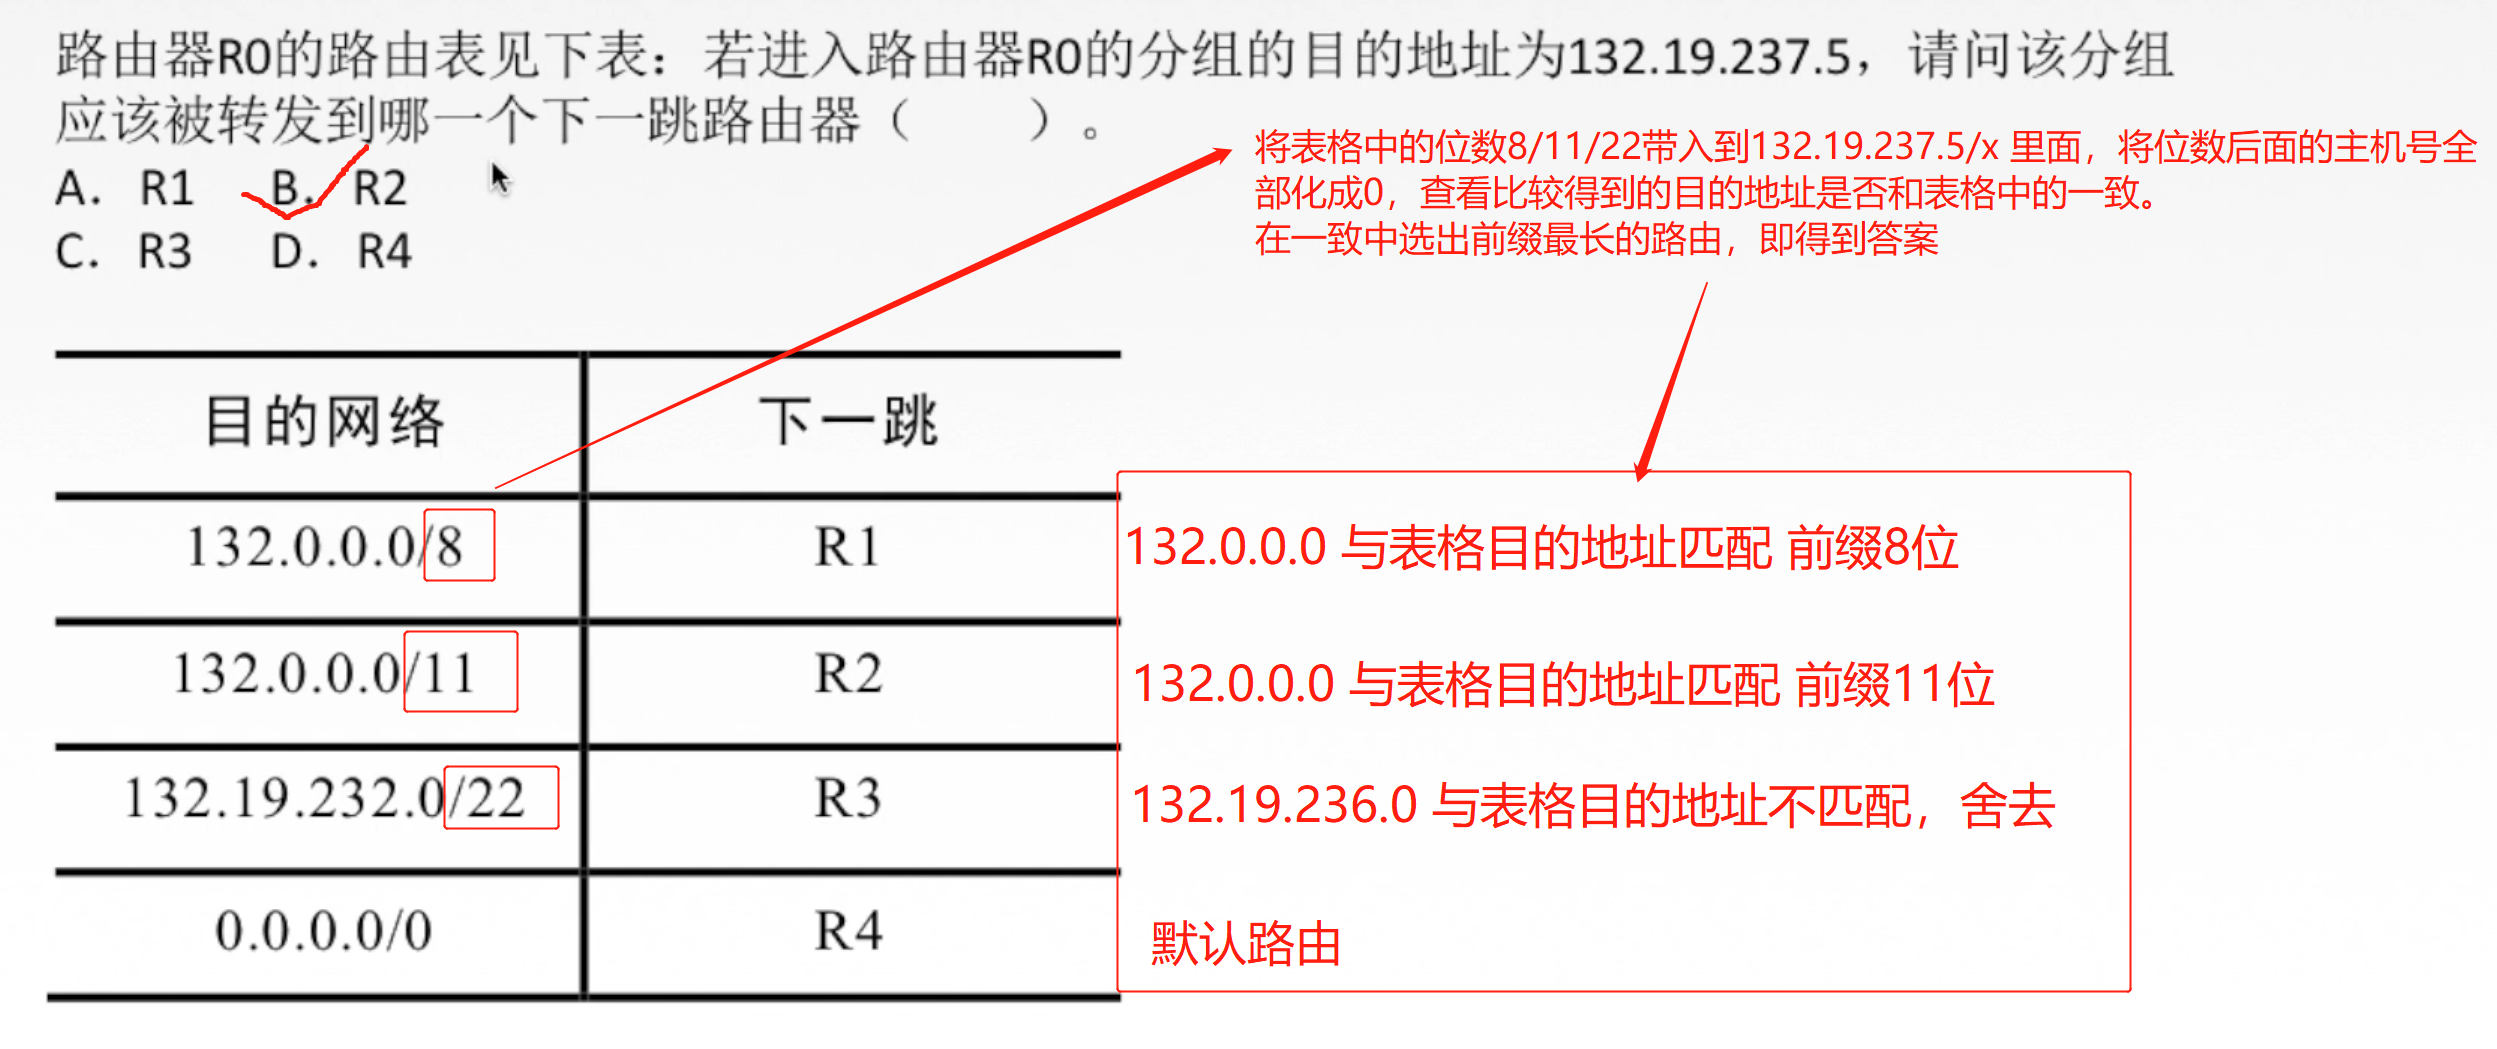 路由器R0的路由表见下表：若进入路由器R0的分组的目的地址为132.19.237.5，请问该分组
应该被转发到哪一个下一跳路由器（　　）。
将表格中的位数8/11/22带入到132.19.237.5/x 里面，将位数后面的主机号全
部化成0，查看比较得到的目的地址是否和表格中的一致。
在一致中选出前缀最长的路由，即得到答案
A. R1 B. R2
C. R3 D. R4
目的网络 下一跳
132.0.0.0/8 R1 132.0.0.0 与表格目的地址匹配 前缀8位
132.0.0.0/11 R2 132.0.0.0 与表格目的地址匹配 前缀11位
132.19.232.0/22 R3 132.19.236.0 与表格目的地址不匹配，舍去
0.0.0.0/0 R4 默认路由